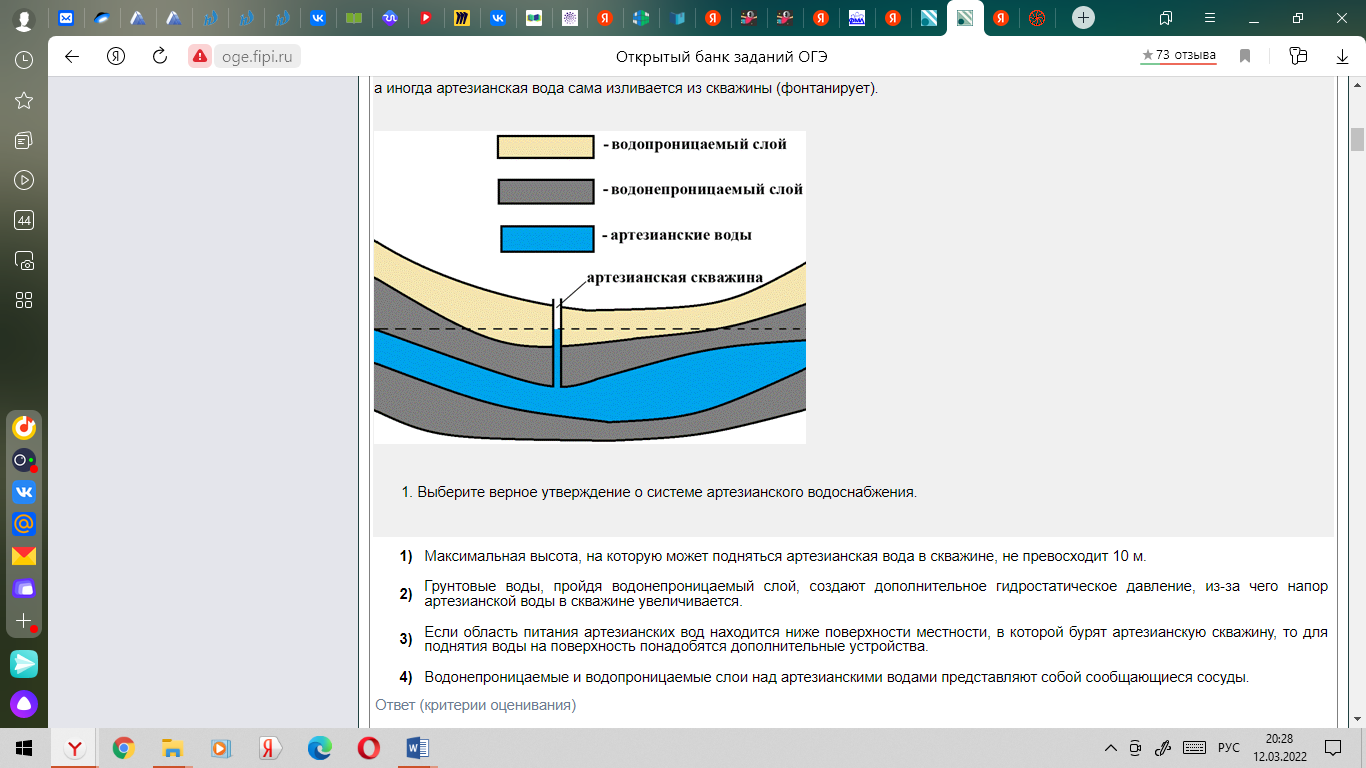 oge.fipi.ru
Открытый банк заданий ОГЭ
★73 отзыва
а иногда артезианская вода сама изливается из скважины (фонтанирует).
- водопроницаемый слой
- водонепроницаемый слой
- артезианские воды
артезианская скважина
1. Выберите верное утверждение о системе артезианского водоснабжения.
1) Максимальная высота, на которую может подняться артезианская вода в скважине, не превосходит 10 м.
2) Грунтовые воды, пройдя водонепроницаемый слой, создают дополнительное гидростатическое давление, из-за чего напор
артезианской воды в скважине увеличивается.
3) Если область питания артезианских вод находится ниже поверхности местности, в которой бурят артезианскую скважину, то для
поднятия воды на поверхность понадобятся дополнительные устройства.
4) Водонепроницаемые и водопроницаемые слои над артезианскими водами представляют собой сообщающиеся сосуды.
Ответ (критерии оценивания)
44
РУС
20:28
12.03.2022